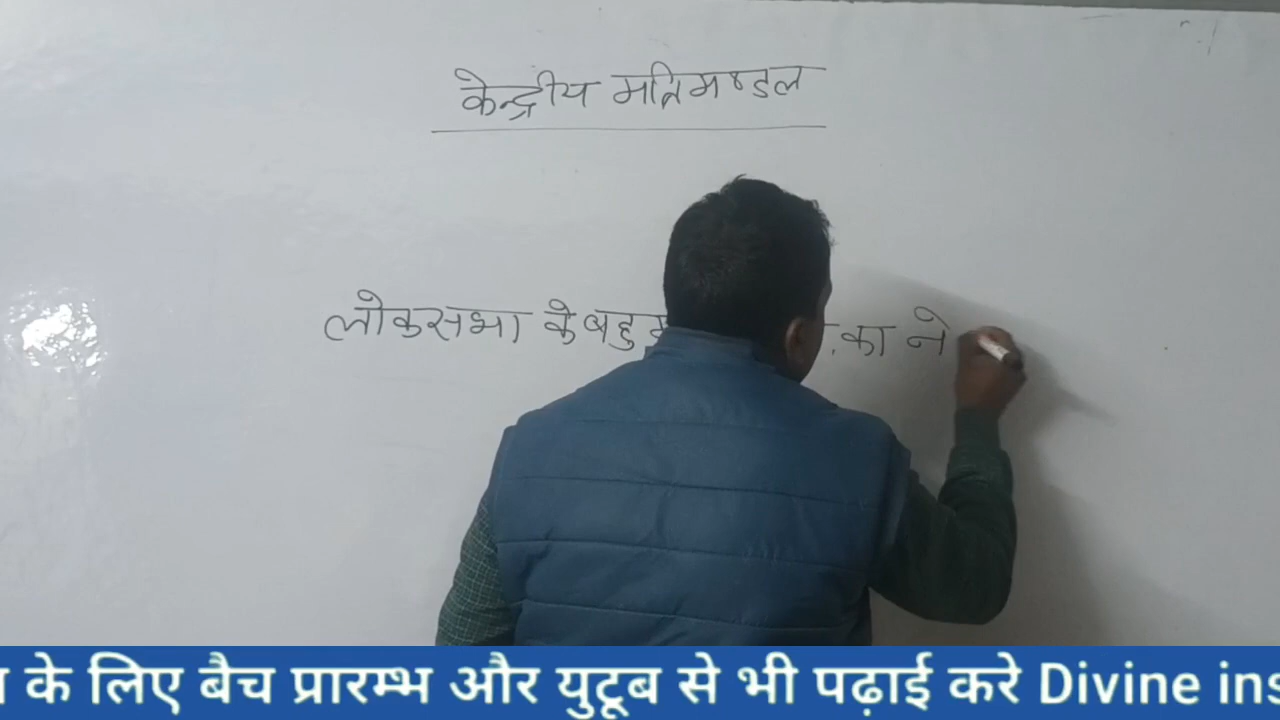 केन्द्रीय मन्त्रिमण्डल
लोकसभा के बहु का ने
के लिए बैच प्रारम्भ और युटूब से भी पढ़ाई करे Divine ins